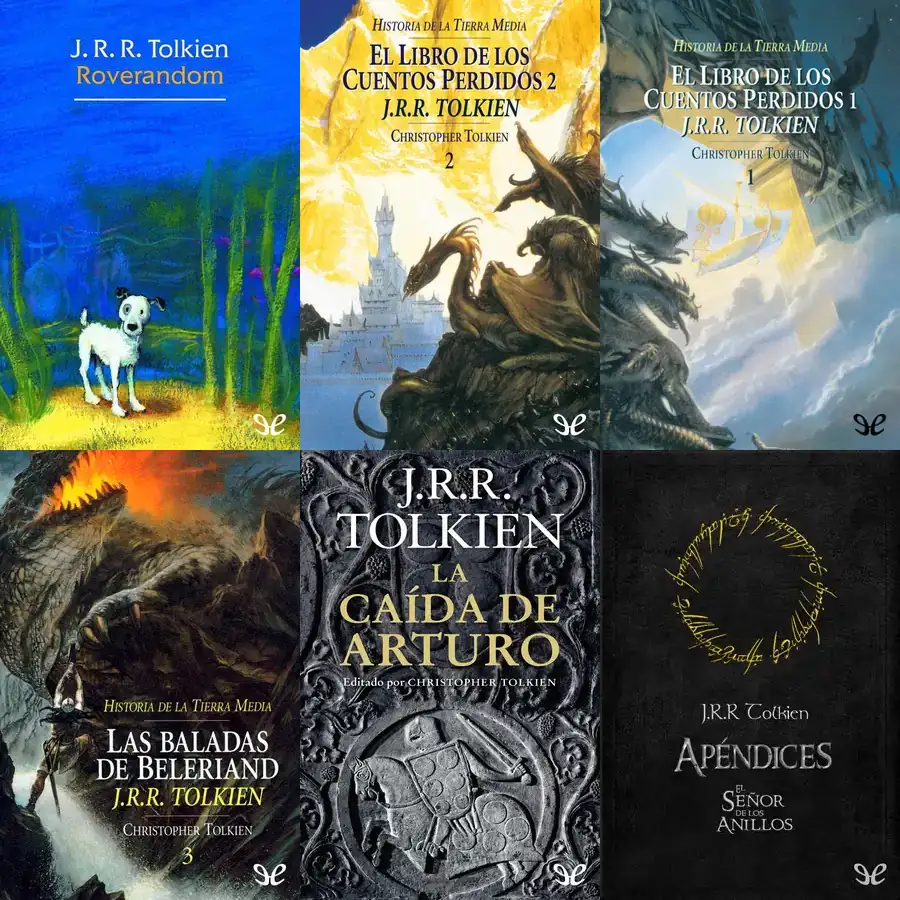 J. R. R. Tolkien
Roverandom
HISTORIA DE LA TIERRA MEDIA
EL LIBRO DE LOS
CUENTOS PERDIDOS 2
J.R.R. TOLKIEN
CHRISTOPHER TOLKIEN
2
HISTORIA DE LA TIERRA MEDIA
EL LIBRO DE LOS
CUENTOS PERDIDOS 1
J.R.R. TOLKIEN
CHRISTOPHER TOLKIEN
1
HISTORIA DE LA TIERRA MEDIA
LAS BALADAS
DE BELERIAND
J.R.R. TOLKIEN
CHRISTOPHER TOLKIEN
3
J.R.R.
TOLKIEN
LA
CAÍDA DE
ARTURO
Editado por CHRISTOPHER TOLKIEN
J.R.R Tolkien
APÉNDICES
EL
SEÑOR
DE LOS
ANILLOS